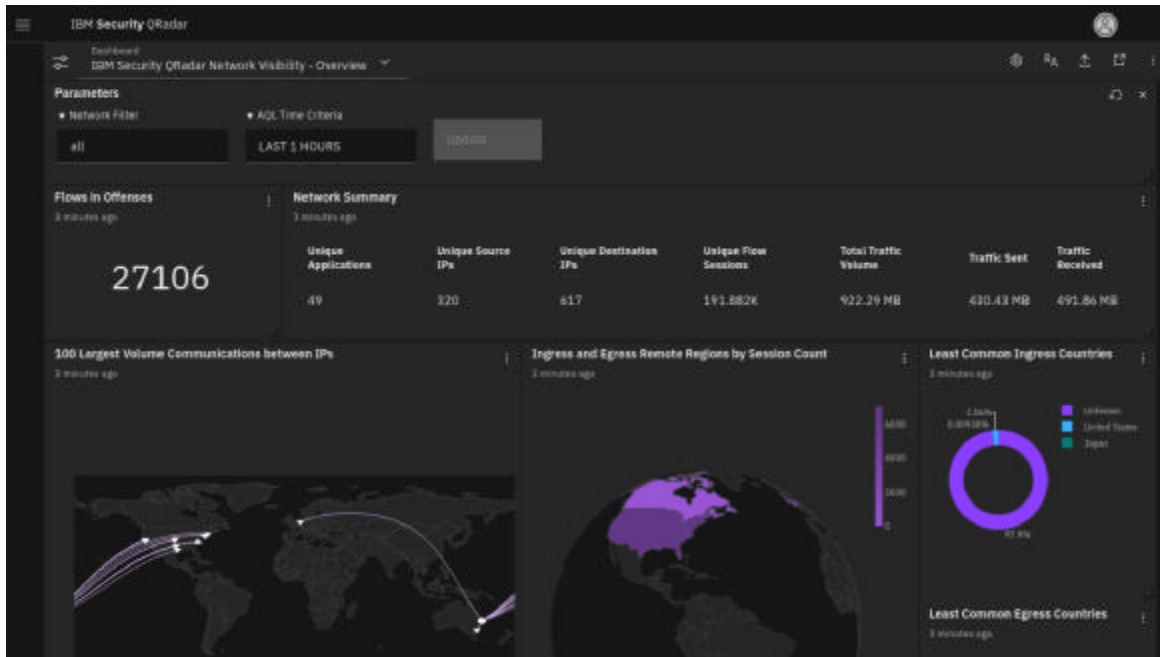 IBM Security QRadar
Dashboard
IBM Security QRadar Network Visibility - Overview
Parameters
Network Filter
AQL Time Criteria
all
LAST 1 HOURS
Update
Flows in Offenses
3 minutes ago
27106
Network Summary
3 minutes ago
Unique Applications
Unique Source IPs
Unique Destination IPs
Unique Flow Sessions
Total Traffic Volume
Traffic Sent
Traffic Received
49
320
617
191.882K
922.29 MB
430.43 MB
491.86 MB
100 Largest Volume Communications between IPs
3 minutes ago
Ingress and Egress Remote Regions by Session Count
3 minutes ago
0
Least Common Ingress Countries
3 minutes ago
Unknown
United States
Japan
Least Common Egress Countries
3 minutes ago